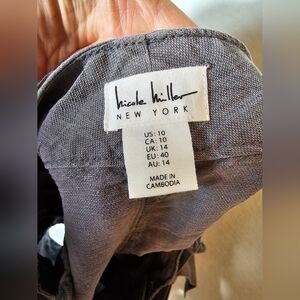 nicole miller
NEW YORK
US: 10
CA: 10
UK: 14
EU: 40
AU: 14
MADE IN
CAMBODIA